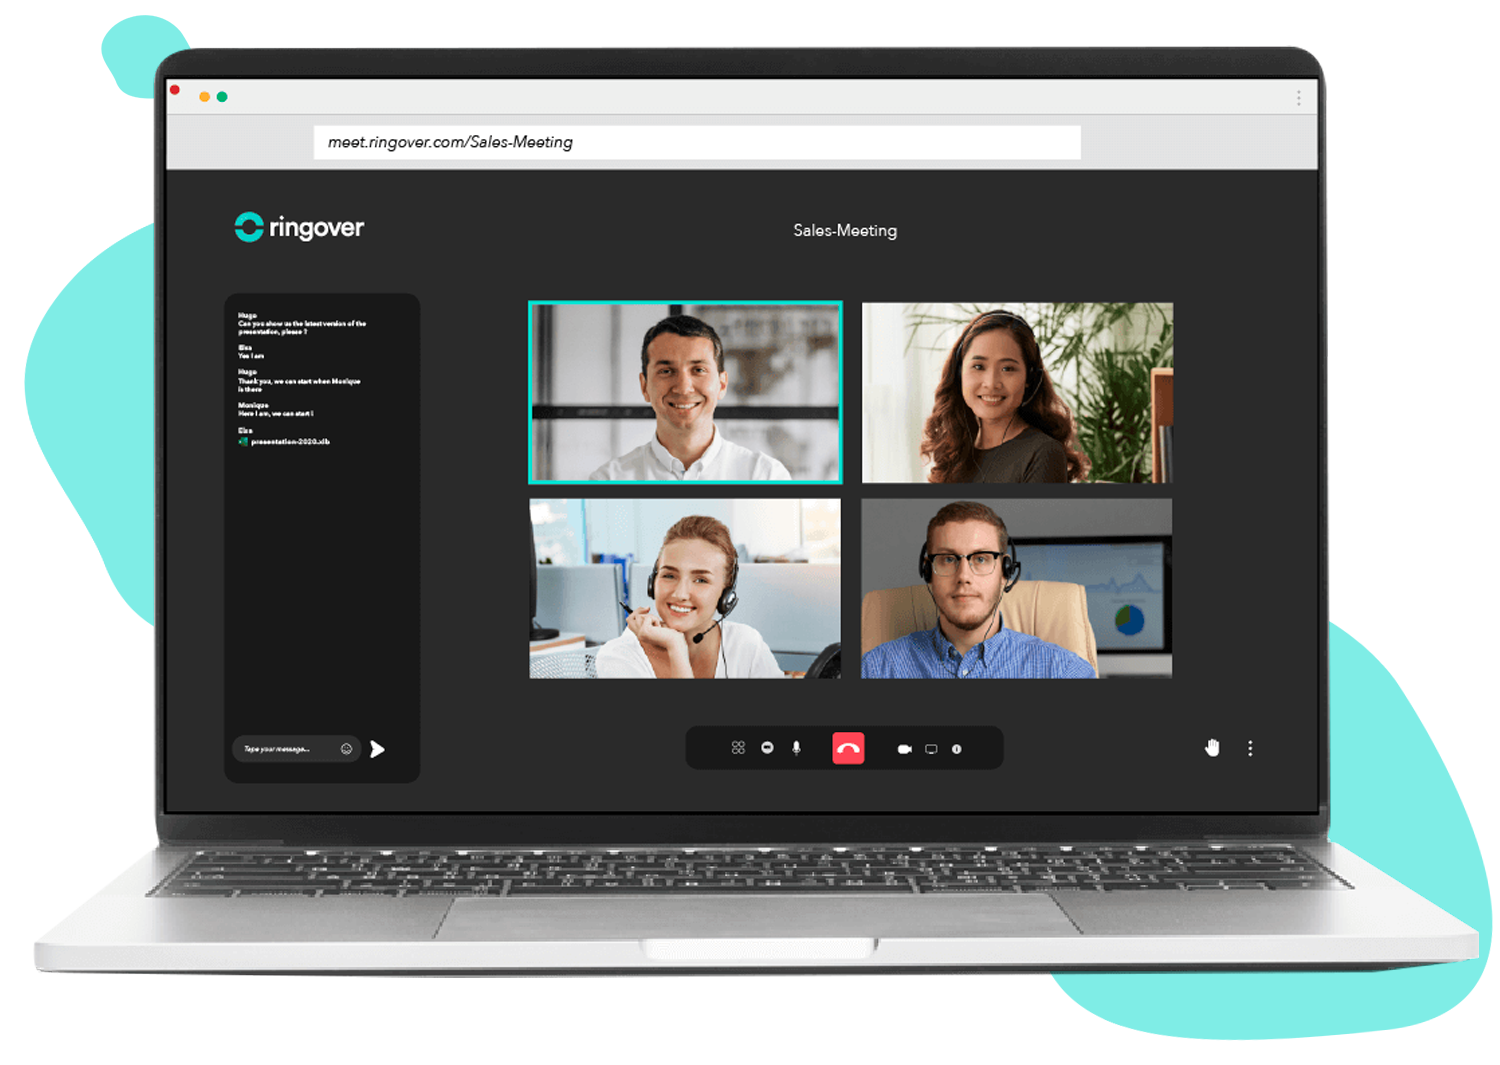 meet.ringover.com/Sales-Meeting
ringover
Sales-Meeting
Hugo
Can you show us the latest version of the
presentation, please ?
Elsa
Yes I am
Hugo
Thank you, we can start when Monique
is there
Monique
Here I am, we can start !
Elsa
presentation-2020.xlb
Type your message...